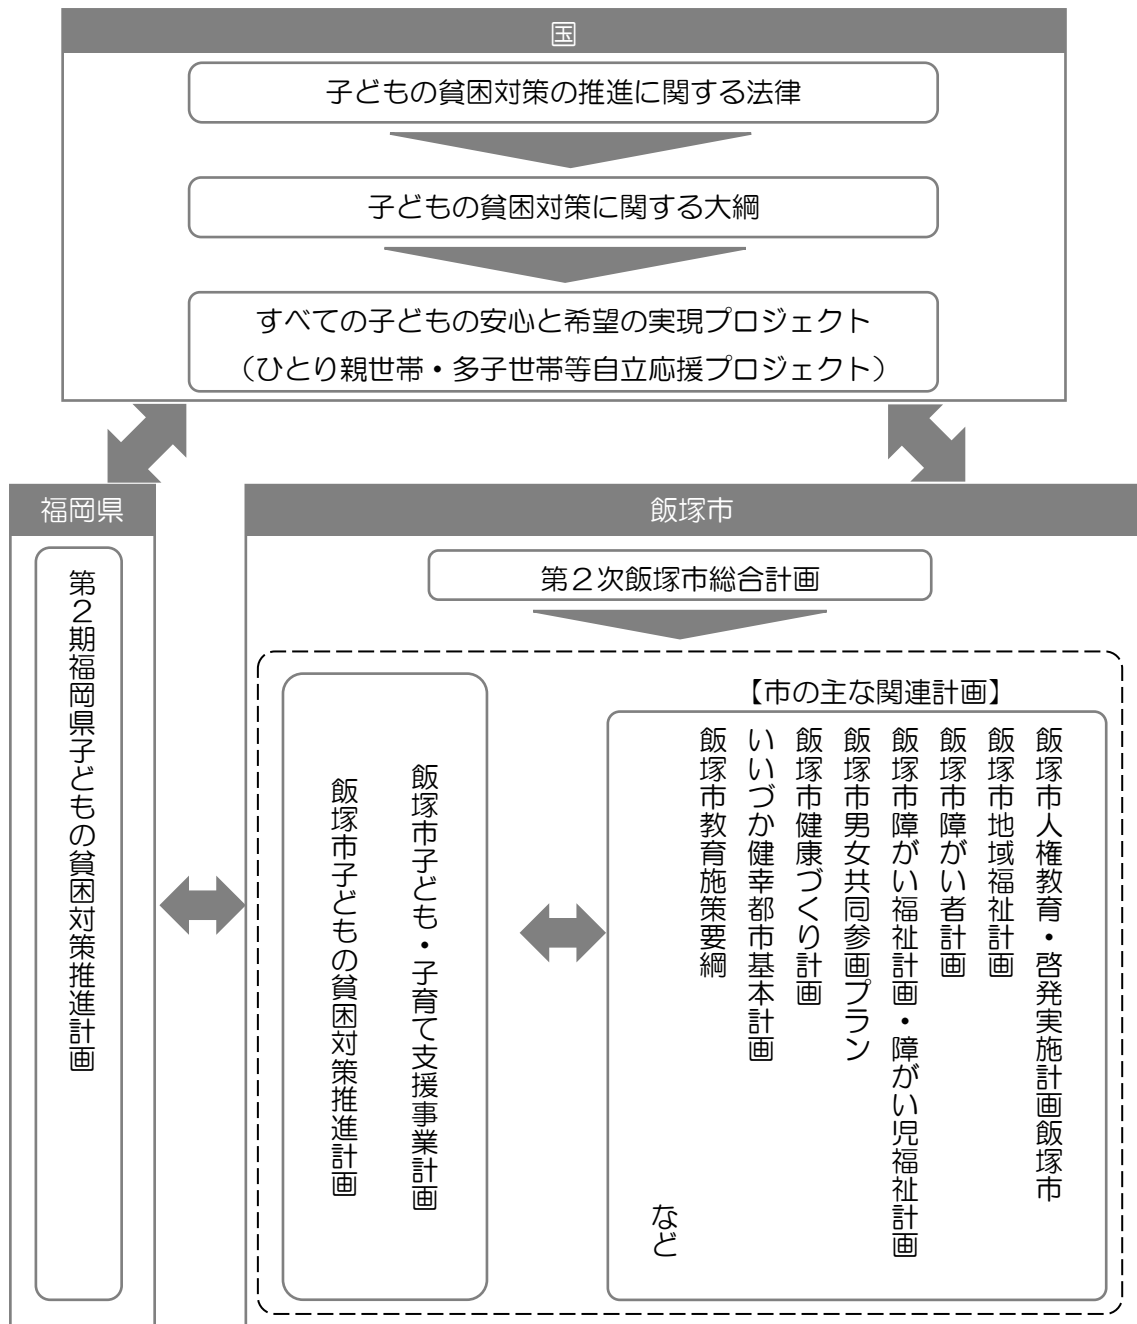 国
子どもの貧困対策の推進に関する法律
子どもの貧困対策に関する大綱
すべての子どもの安心と希望の実現プロジェクト
（ひとり親世帯・多子世帯等自立応援プロジェクト）
福岡県
第２期福岡県子どもの貧困対策推進計画
飯塚市
第２次飯塚市総合計画
飯塚市子ども・子育て支援事業計画
飯塚市子どもの貧困対策推進計画
【市の主な関連計画】
飯塚市人権教育・啓発実施計画飯塚市
飯塚市地域福祉計画
飯塚市障がい者計画
飯塚市障がい福祉計画・障がい児福祉計画
飯塚市男女共同参画プラン
飯塚市健康づくり計画
いいづか健幸都市基本計画
飯塚市教育施策要綱
など